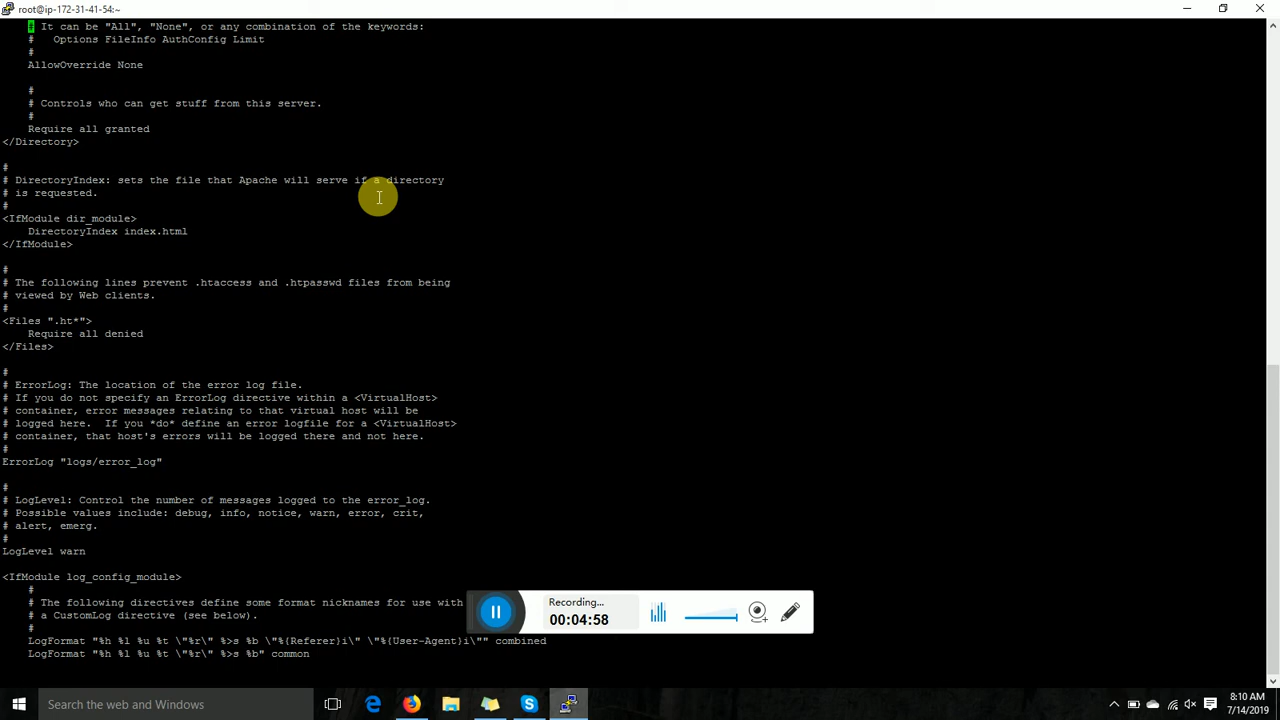 root@ip-172-31-41-54:~
# It can be "All", "None", or any combination of the keywords:
#   Options FileInfo AuthConfig Limit
#
AllowOverride None
#
# Controls who can get stuff from this server.
#
Require all granted
</Directory>
#
# DirectoryIndex: sets the file that Apache will serve if a directory
# is requested.
#
<IfModule dir_module>
DirectoryIndex index.html
</IfModule>
#
# The following lines prevent .htaccess and .htpasswd files from being
# viewed by Web clients.
#
<Files ".ht*">
Require all denied
</Files>
#
# ErrorLog: The location of the error log file.
# If you do not specify an ErrorLog directive within a <VirtualHost>
# container, error messages relating to that virtual host will be
# logged here.  If you *do* define an error logfile for a <VirtualHost>
# container, that host's errors will be logged there and not here.
#
ErrorLog "logs/error_log"
#
# LogLevel: Control the number of messages logged to the error_log.
# Possible values include: debug, info, notice, warn, error, crit,
# alert, emerg.
#
LogLevel warn
<IfModule log_config_module>
#
# The following directives define some format nicknames for use with
# a CustomLog directive (see below).
#
LogFormat "%h %l %u %t \"%r\" %>s %b \"%{Referer}i\" \"%{User-Agent}i\"" combined
LogFormat "%h %l %u %t \"%r\" %>s %b" common
Recording...
00:04:58
Search the web and Windows
8:10 AM
7/14/2019